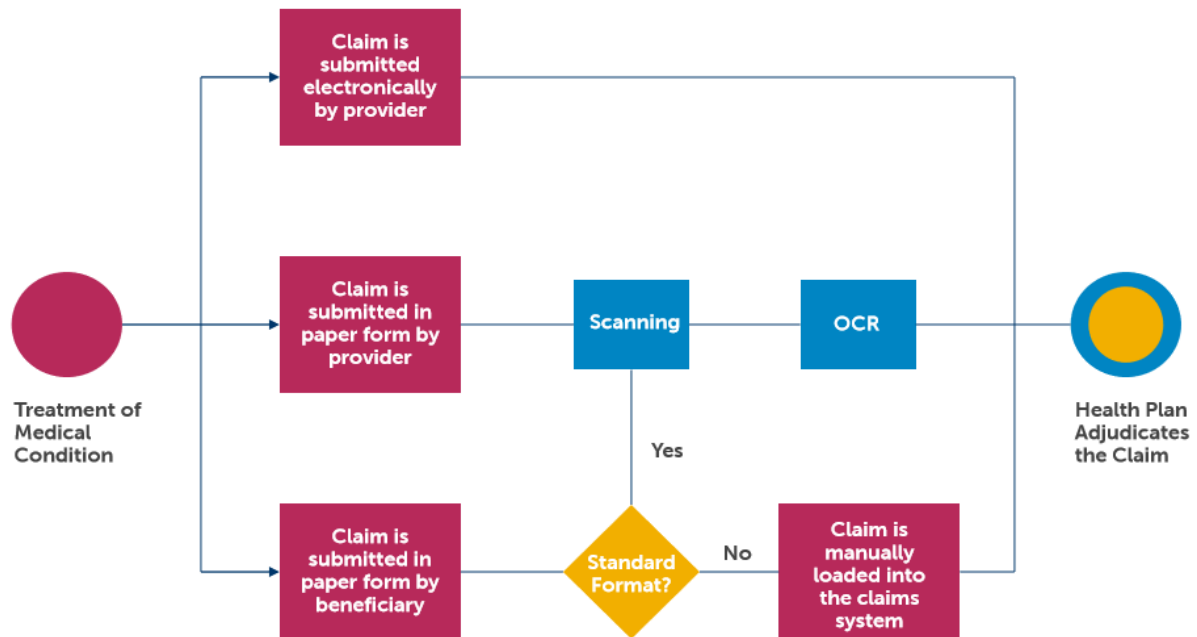 Claim is
submitted
electronically
by provider
Claim is
submitted in
paper form by
provider
Scanning
OCR
Treatment of
Medical
Condition
Health Plan
Adjudicates
the Claim
Yes
Claim is
submitted in
paper form by
beneficiary
Standard
Format?
No
Claim is
manually
loaded into
the claims
system